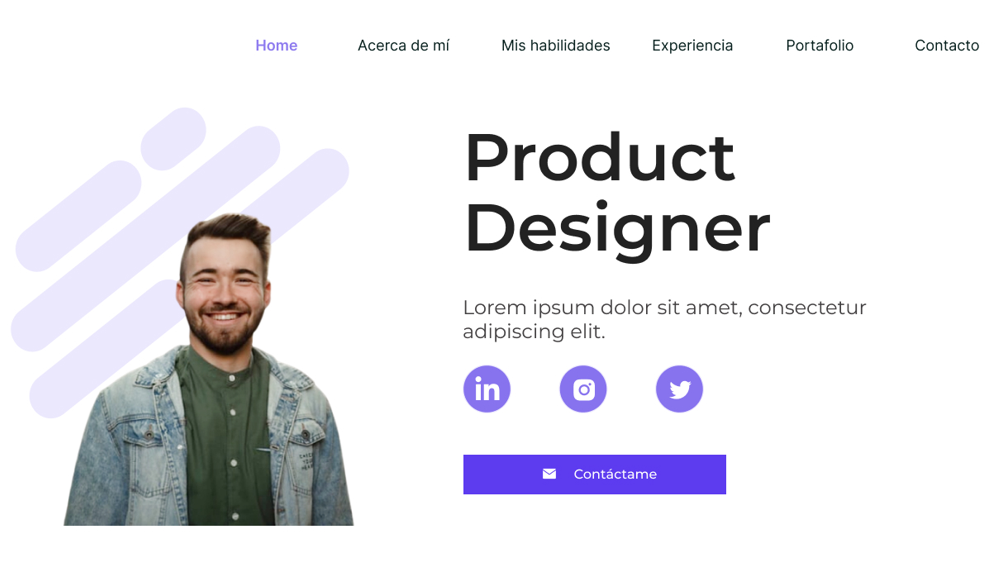 Home Acerca de mí Mis habilidades Experiencia Portafolio Contacto
Product
Designer
Lorem ipsum dolor sit amet, consectetur
adipiscing elit.
in
Contáctame